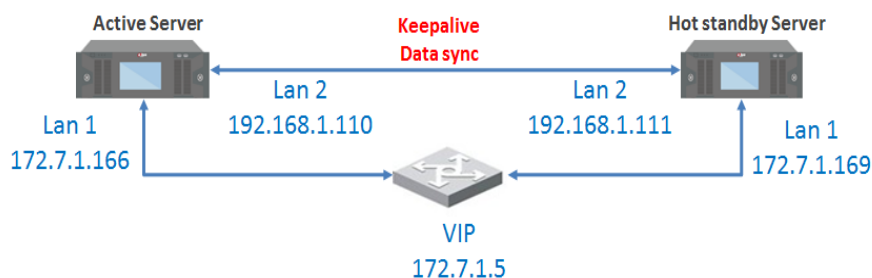 Active Server
Keepalive
Data sync
Hot standby Server
Lan 2
192.168.1.110
Lan 2
192.168.1.111
Lan 1
172.7.1.166
Lan 1
172.7.1.169
VIP
172.7.1.5